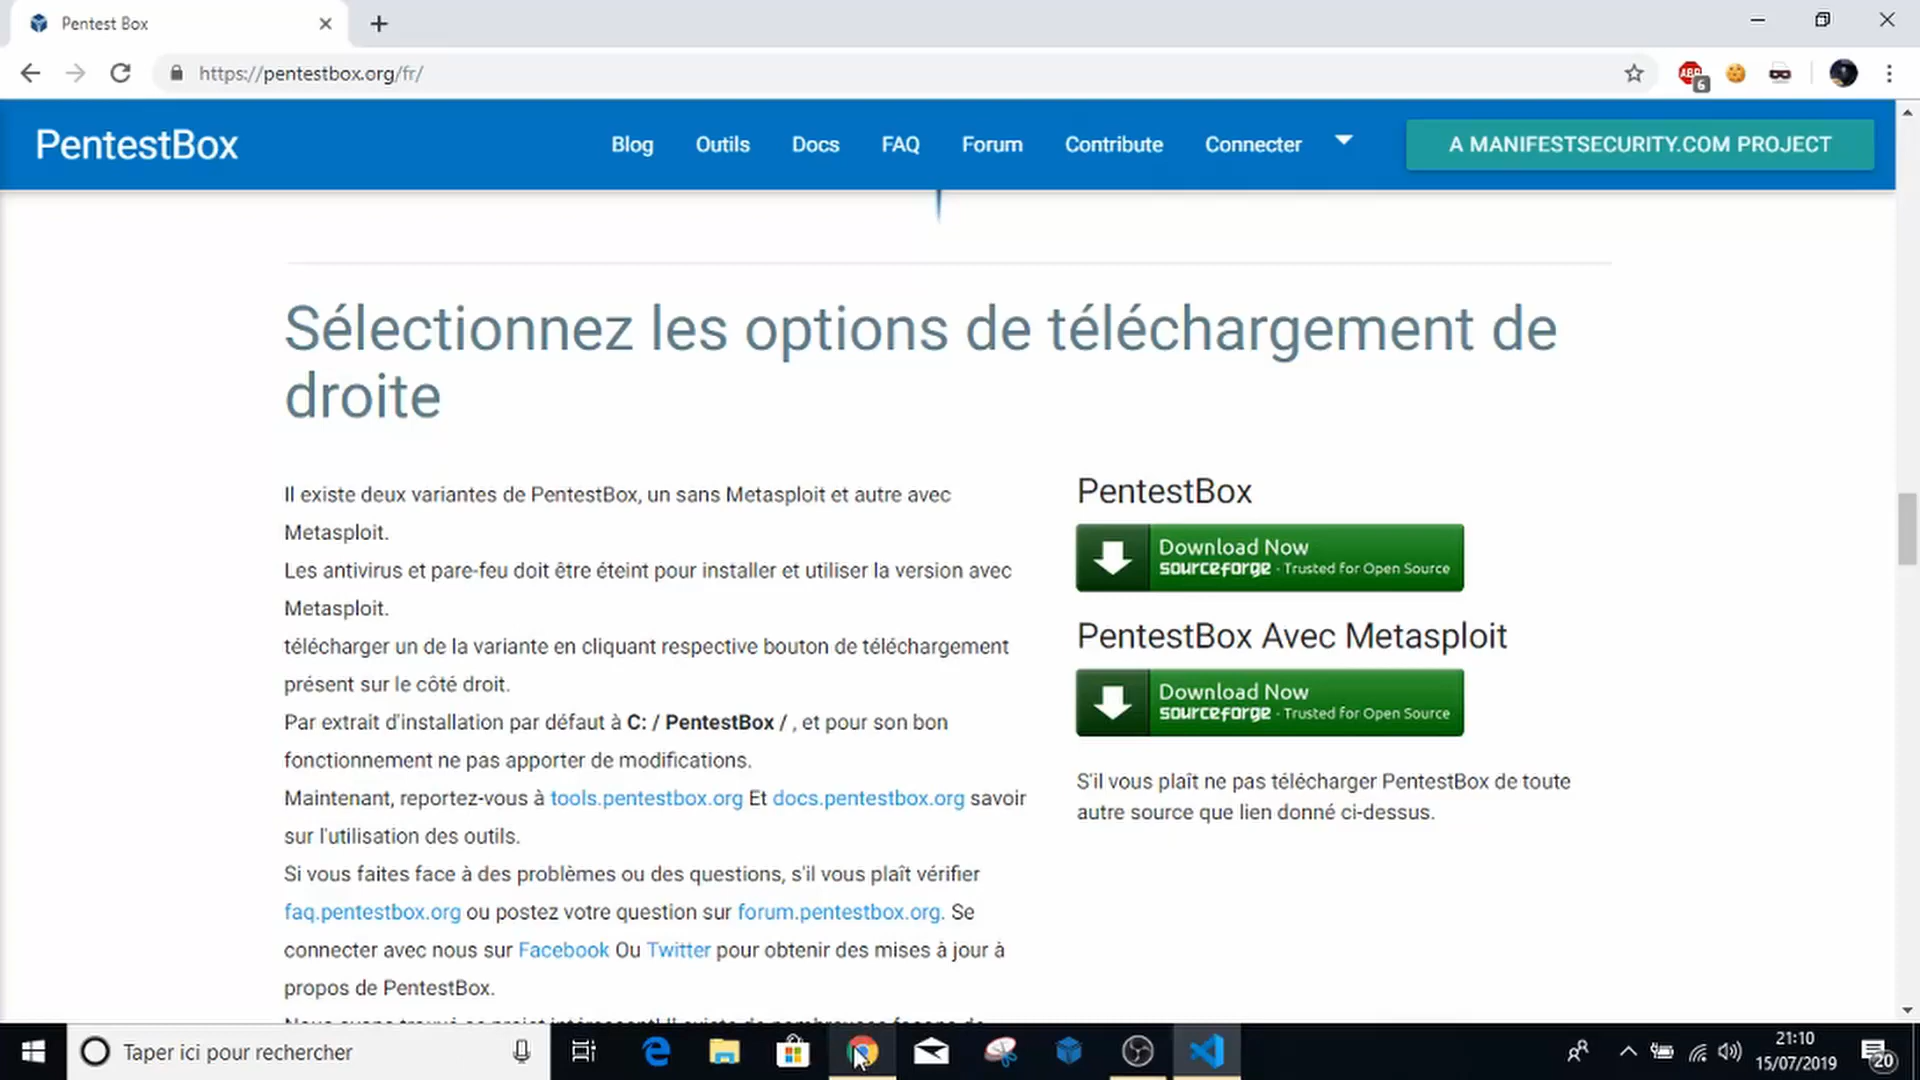 Pentest Box
https://pentestbox.org/fr/
ABP
6
PentestBox
Blog Outils Docs FAQ Forum Contribute Connecter
A MANIFESTSECURITY.COM PROJECT
Sélectionnez les options de téléchargement de
droite
Il existe deux variantes de PentestBox, un sans Metasploit et autre avec
Metasploit.
Les antivirus et pare-feu doit être éteint pour installer et utiliser la version avec
Metasploit.
télécharger un de la variante en cliquant respective bouton de téléchargement
présent sur le côté droit.
Par extrait d'installation par défaut à C: / PentestBox / , et pour son bon
fonctionnement ne pas apporter de modifications.
Maintenant, reportez-vous à tools.pentestbox.org Et docs.pentestbox.org savoir
sur l'utilisation des outils.
Si vous faites face à des problèmes ou des questions, s'il vous plaît vérifier
faq.pentestbox.org ou postez votre question sur forum.pentestbox.org. Se
connecter avec nous sur Facebook Ou Twitter pour obtenir des mises à jour à
propos de PentestBox.
PentestBox
Download Now
sourceforge - Trusted for Open Source
PentestBox Avec Metasploit
Download Now
sourceforge - Trusted for Open Source
S'il vous plaît ne pas télécharger PentestBox de toute
autre source que lien donné ci-dessus.
Taper ici pour rechercher
21:10
15/07/2019
20